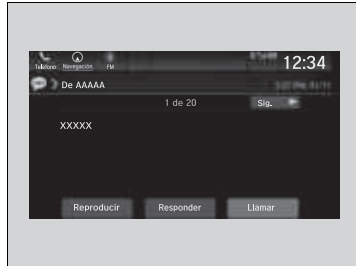 12:34
Teléfono Navegación FM
De AAAAA
1 de 20 Sig.
XXXXX
Reproducir Responder Llamar